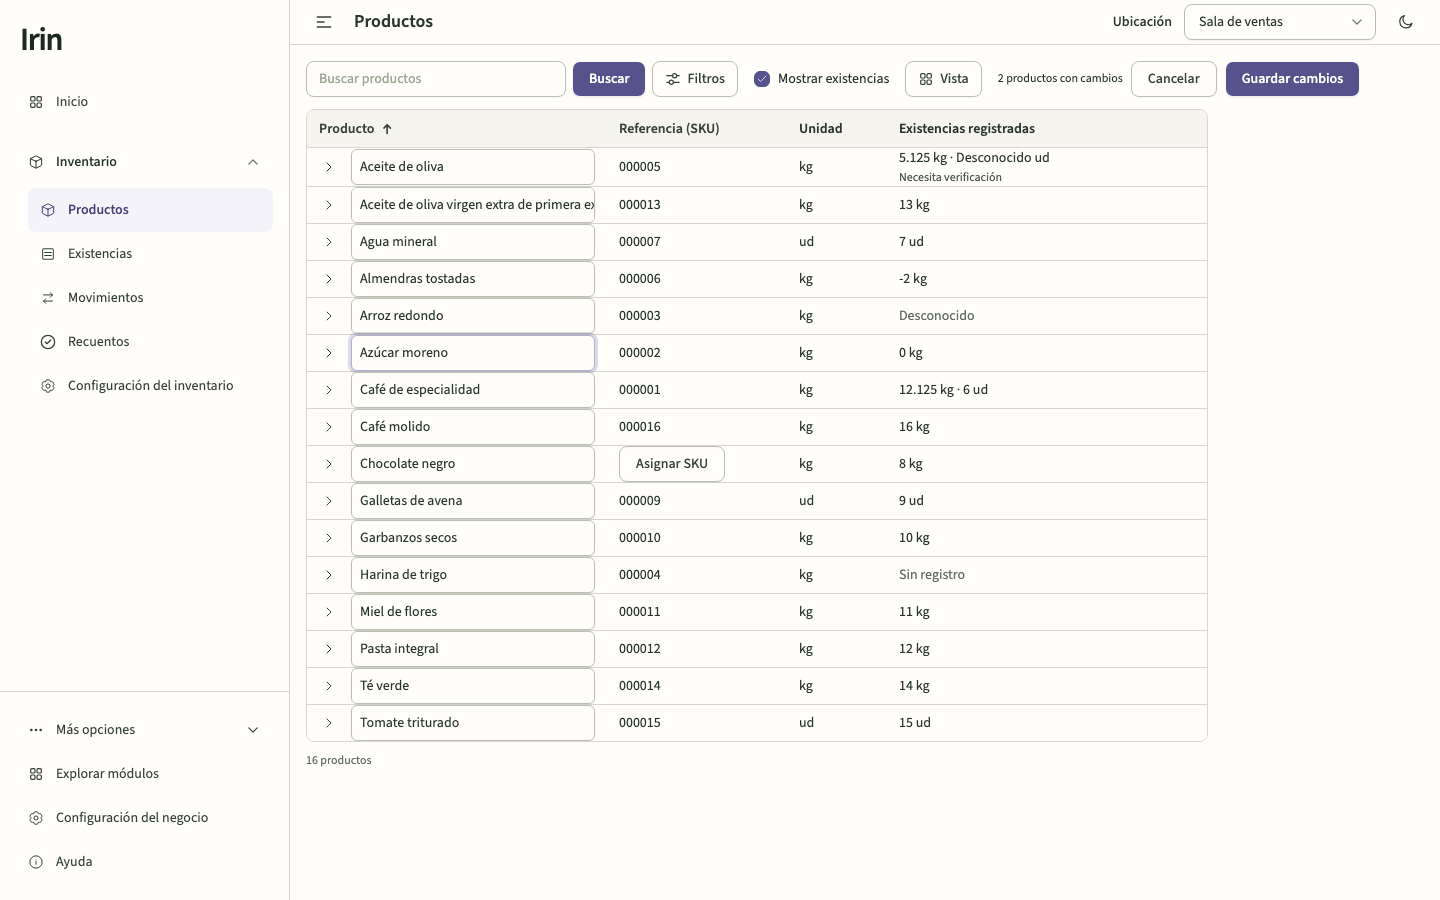 Irin
Inicio
Inventario
Productos
Existencias
Movimientos
Recuentos
Configuración del inventario
Más opciones
Explorar módulos
Configuración del negocio
Ayuda
Productos
Ubicación
Sala de ventas
Buscar productos
Buscar
Filtros
Mostrar existencias
Vista
2 productos con cambios
Cancelar
Guardar cambios
Producto Referencia (SKU) Unidad Existencias registradas
Aceite de oliva 000005 kg 5.125 kg · Desconocido ud
Necesita verificación
Aceite de oliva virgen extra de primera ex 000013 kg 13 kg
Agua mineral 000007 ud 7 ud
Almendras tostadas 000006 kg -2 kg
Arroz redondo 000003 kg Desconocido
Azúcar moreno 000002 kg 0 kg
Café de especialidad 000001 kg 12.125 kg · 6 ud
Café molido 000016 kg 16 kg
Chocolate negro Asignar SKU kg 8 kg
Galletas de avena 000009 ud 9 ud
Garbanzos secos 000010 kg 10 kg
Harina de trigo 000004 kg Sin registro
Miel de flores 000011 kg 11 kg
Pasta integral 000012 kg 12 kg
Té verde 000014 kg 14 kg
Tomate triturado 000015 ud 15 ud
16 productos